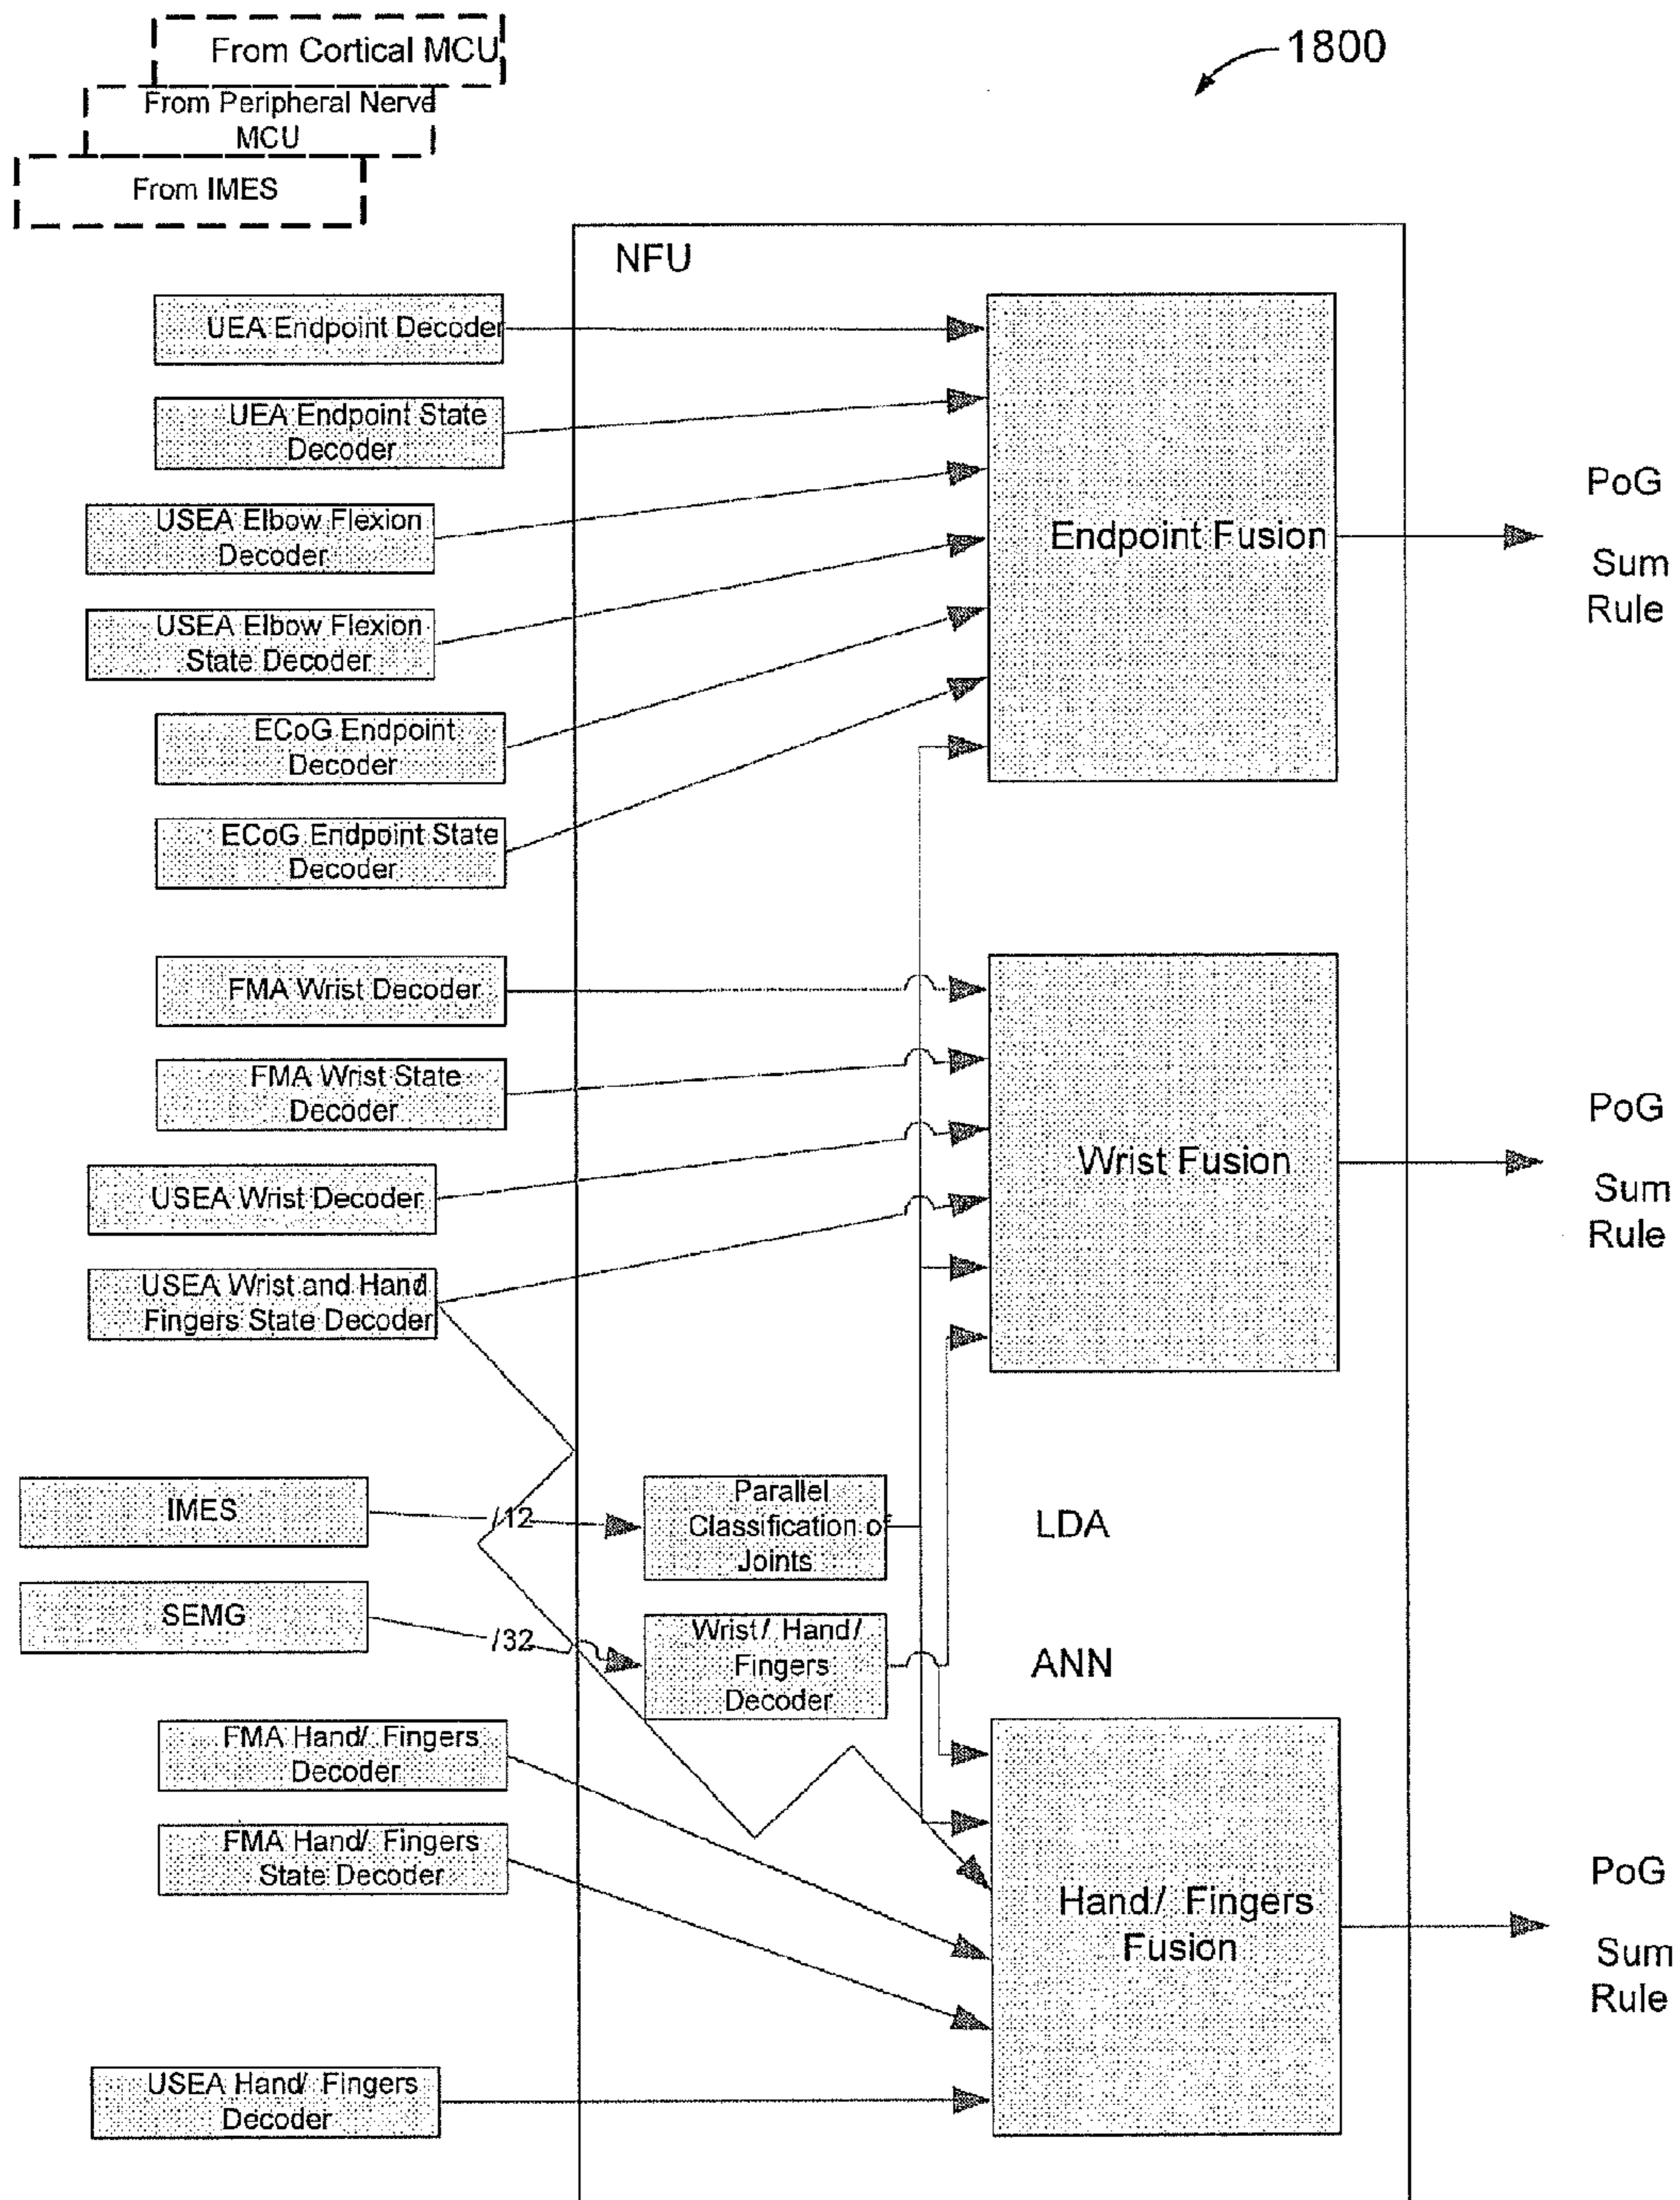 From Cortical MCU
1800
From Peripheral Nerve
MCU
From IMES
NFU
UEA Endpoint Decoder
UEA Endpoint State
Decoder
USEA Elbow Flexion
Decoder
USEA Elbow Flexion
State Decoder
ECoG Endpoint
Decoder
ECoG Endpoint State
Decoder
Endpoint Fusion
PoG
Sum
Rule
FMA Wrist Decoder
FMA Wrist State
Decoder
USEA Wrist Decoder
USEA Wrist and Hand
Fingers State Decoder
Wrist Fusion
PoG
Sum
Rule
IMES
/12
Parallel
Classification of
Joints
LDA
SEMG
/32
Wrist/ Hand/
Fingers
Decoder
ANN
FMA Hand/ Fingers
Decoder
FMA Hand/ Fingers
State Decoder
USEA Hand/ Fingers
Decoder
Hand/ Fingers
Fusion
PoG
Sum
Rule